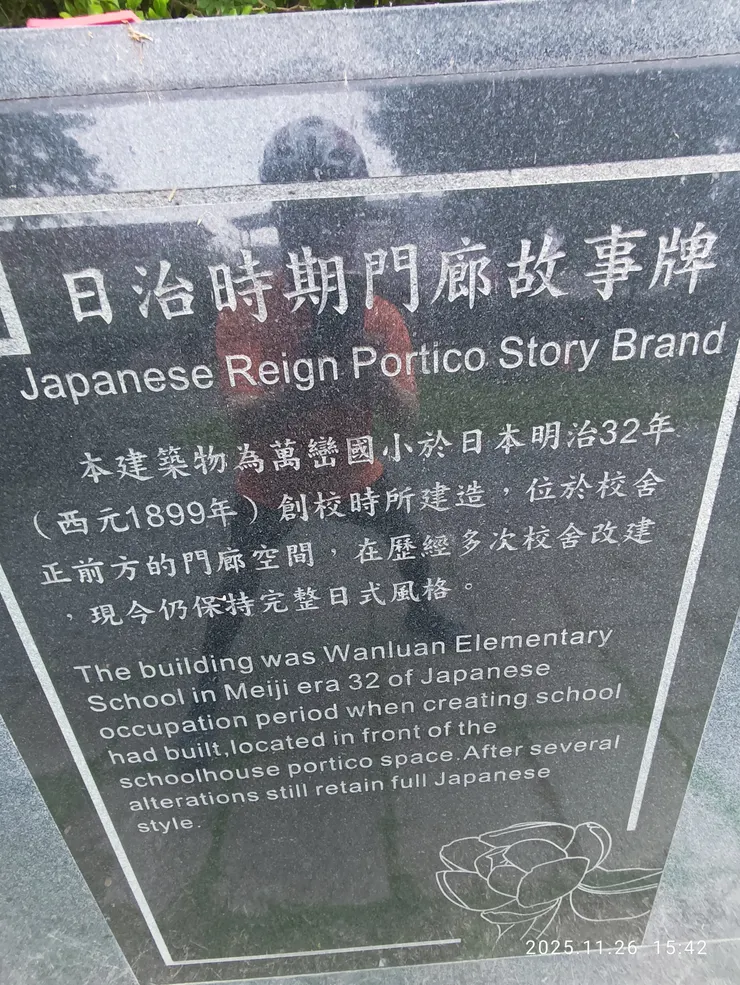 日治時期門廊故事牌
Japanese Reign Portico Story Brand
本建築物為萬巒國小於日本明治32年
（西元1899年）創校時所建造，位於校舍
正前方的門廊空間，在歷經多次校舍改建
，現今仍保持完整日式風格。
The building was Wanluan Elementary
School in Meiji era 32 of Japanese
occupation period when creating school
had built,located in front of the
schoolhouse portico space.After several
alterations still retain full Japanese
style.
2025.11.26 15:42